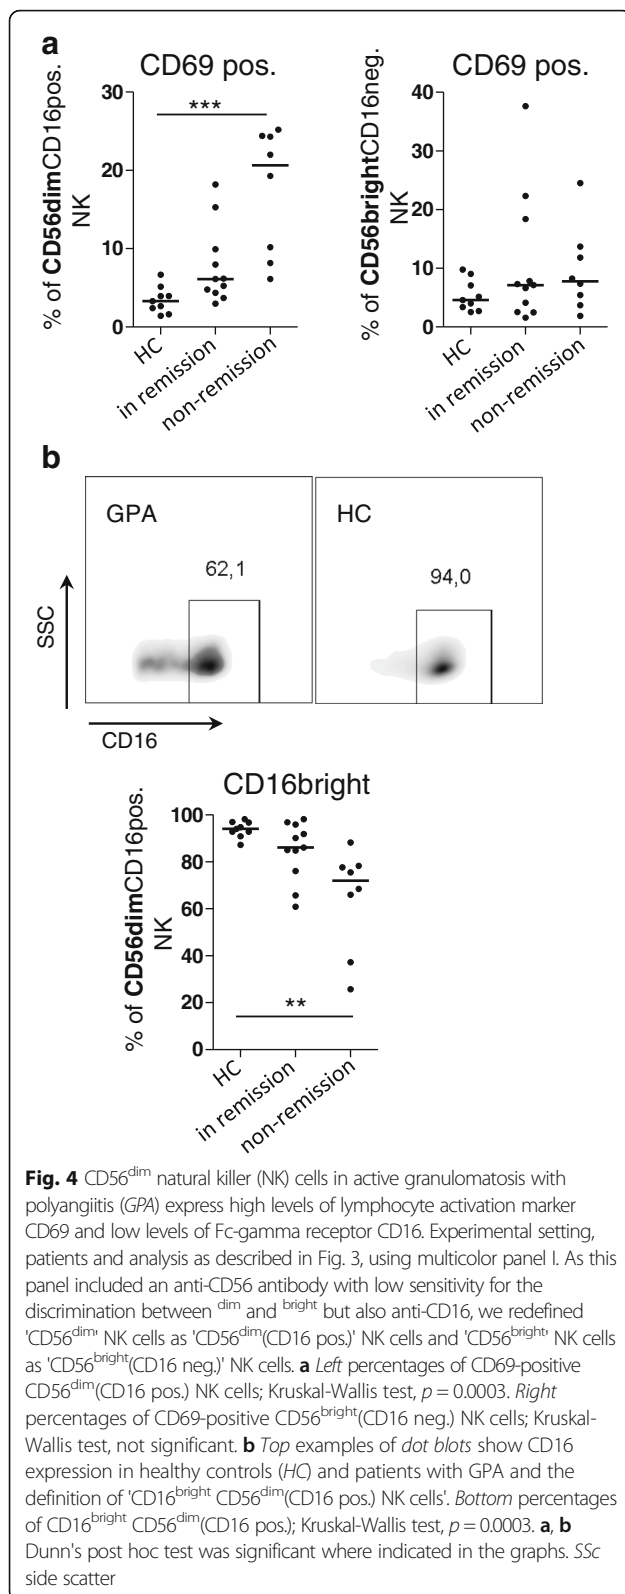 a
CD69 pos.
% of CD56dimCD16pos.
NK
30
20
10
0
***
HC
in remission
non-remission
CD69 pos.
% of CD56brightCD16neg.
NK
40
30
20
10
0
HC
in remission
non-remission
b
GPA
62,1
HC
94,0
SSC
CD16
CD16bright
% of CD56dimCD16pos.
NK
100
80
60
40
20
0
**
HC
in remission
non-remission
Fig. 4 CD56dim natural killer (NK) cells in active granulomatosis with
polyangiitis (GPA) express high levels of lymphocyte activation marker
CD69 and low levels of Fc-gamma receptor CD16. Experimental setting,
patients and analysis as described in Fig. 3, using multicolor panel I. As this
panel included an anti-CD56 antibody with low sensitivity for the
discrimination between dim and bright but also anti-CD16, we redefined
'CD56dim' NK cells as 'CD56dim(CD16 pos.)' NK cells and 'CD56bright' NK cells
as 'CD56bright(CD16 neg.)' NK cells. a Left percentages of CD69-positive
CD56dim(CD16 pos.) NK cells; Kruskal-Wallis test, p = 0.0003. Right
percentages of CD69-positive CD56bright(CD16 neg.) NK cells; Kruskal-
Wallis test, not significant. b Top examples of dot blots show CD16
expression in healthy controls (HC) and patients with GPA and the
definition of 'CD16bright CD56dim(CD16 pos.) NK cells'. Bottom percentages
of CD16bright CD56dim(CD16 pos.); Kruskal-Wallis test, p = 0.0003. a, b
Dunn's post hoc test was significant where indicated in the graphs. SSc
side scatter